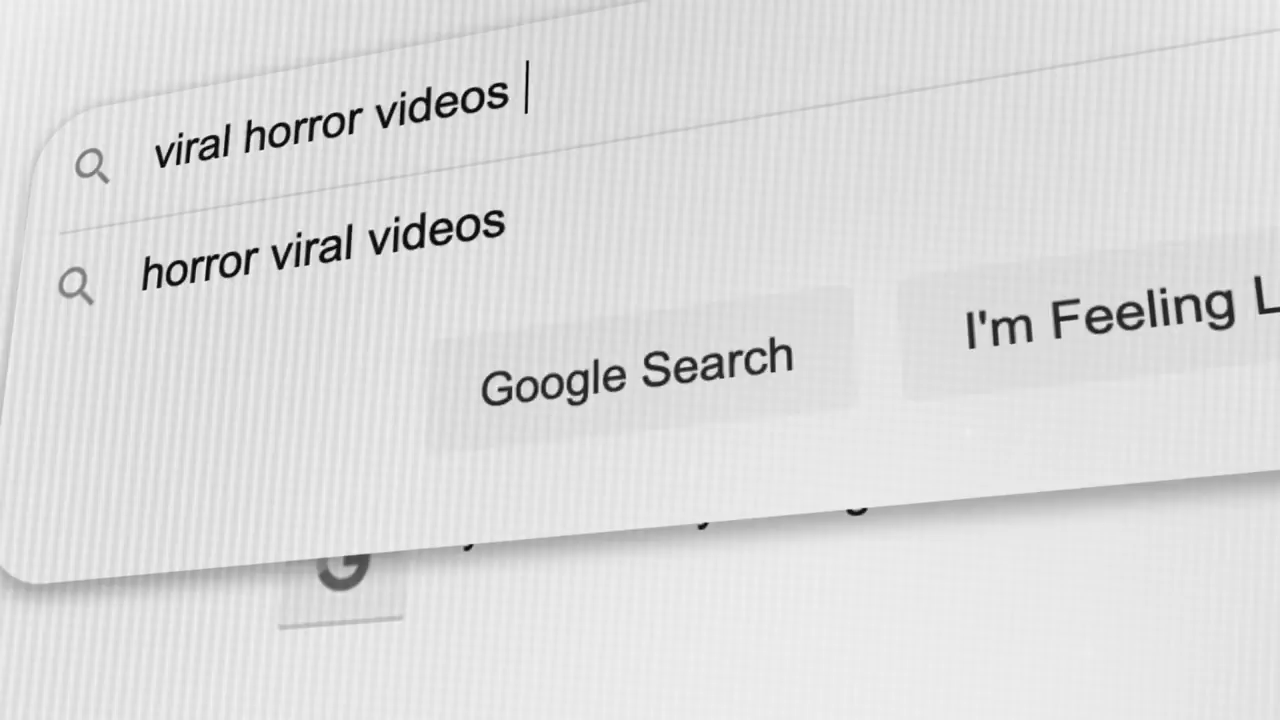 viral horror videos
horror viral videos
Google Search
I'm Feeling L
G